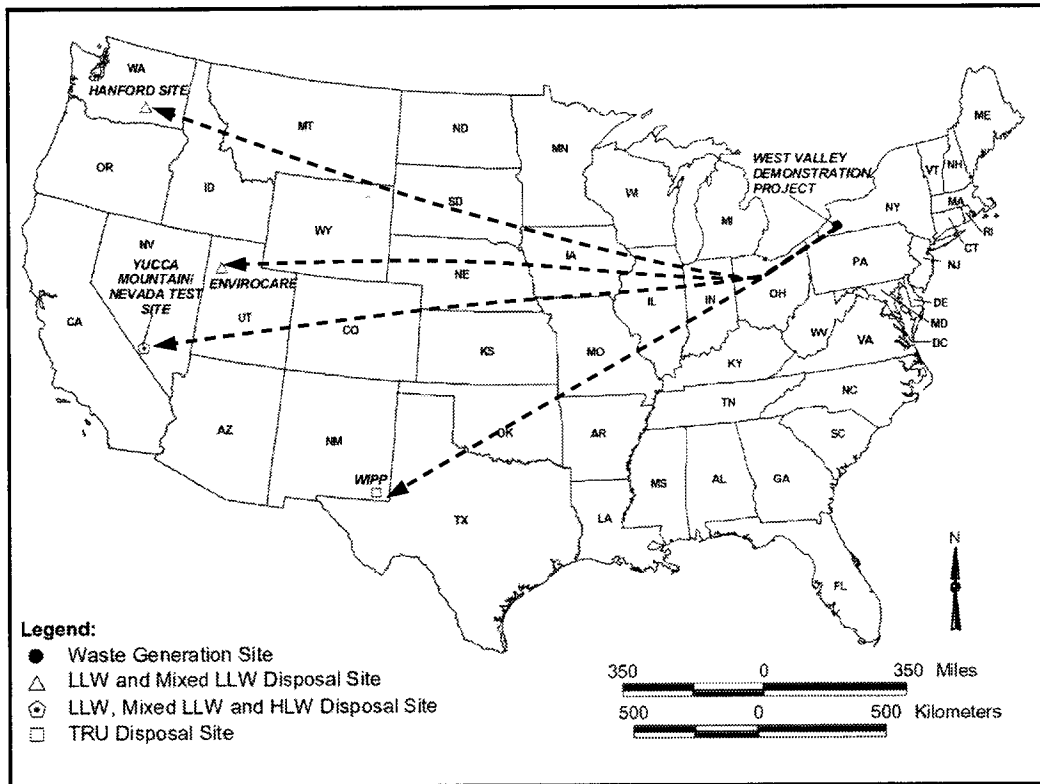 WA
HANFORD SITE
MT
ND
MN
ME
OR
ID
SD
WI
MI
WEST VALLEY
DEMONSTRATION
PROJECT
VT
NH
NY
MA
RI
CT
WY
NV
YUCCA
MOUNTAIN/
NEVADA TEST
SITE
ENVIROCARE
NE
IA
IL
IN
OH
PA
NJ
DE
MD
DC
CA
UT
CO
KS
MO
WV
VA
KY
NC
TN
AZ
NM
OK
AR
SC
WIPP
MS
AL
GA
TX
LA
FL
N
Legend:
Waste Generation Site
LLW and Mixed LLW Disposal Site
LLW, Mixed LLW and HLW Disposal Site
TRU Disposal Site
350 0 350 Miles
500 0 500 Kilometers